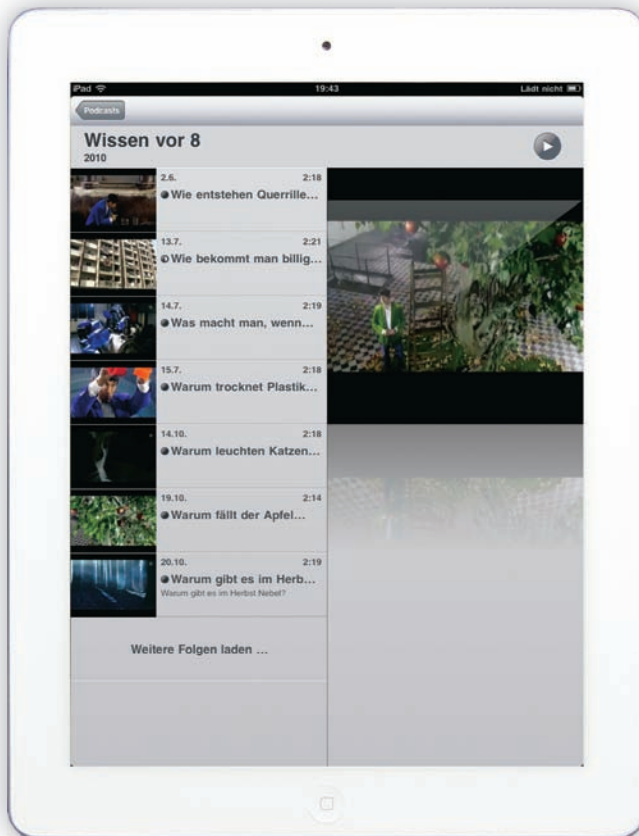 iPad
19:43
Lädt nicht
Podcasts
Wissen vor 8
2010
2.6. 2:18
Wie entstehen Querrille...
13.7. 2:21
Wie bekommt man billig...
14.7. 2:19
Was macht man, wenn...
15.7. 2:18
Warum trocknet Plastik...
14.10. 2:18
Warum leuchten Katzen...
19.10. 2:14
Warum fällt der Apfel...
20.10. 2:19
Warum gibt es im Herb...
Warum gibt es im Herbst Nebel?
Weitere Folgen laden ...